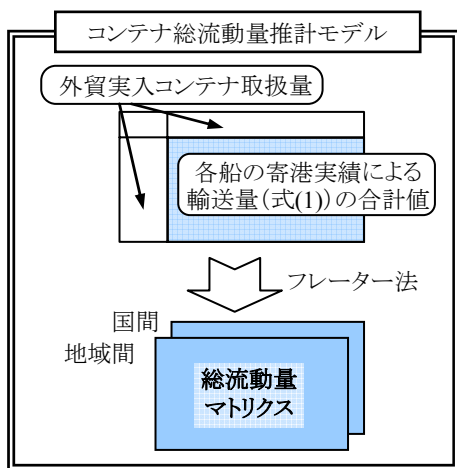 コンテナ総流動量推計モデル
外貿実入コンテナ取扱量
各船の寄港実績による
輸送量(式(1))の合計値
フレーター法
国間
地域間
総流動量
マトリクス